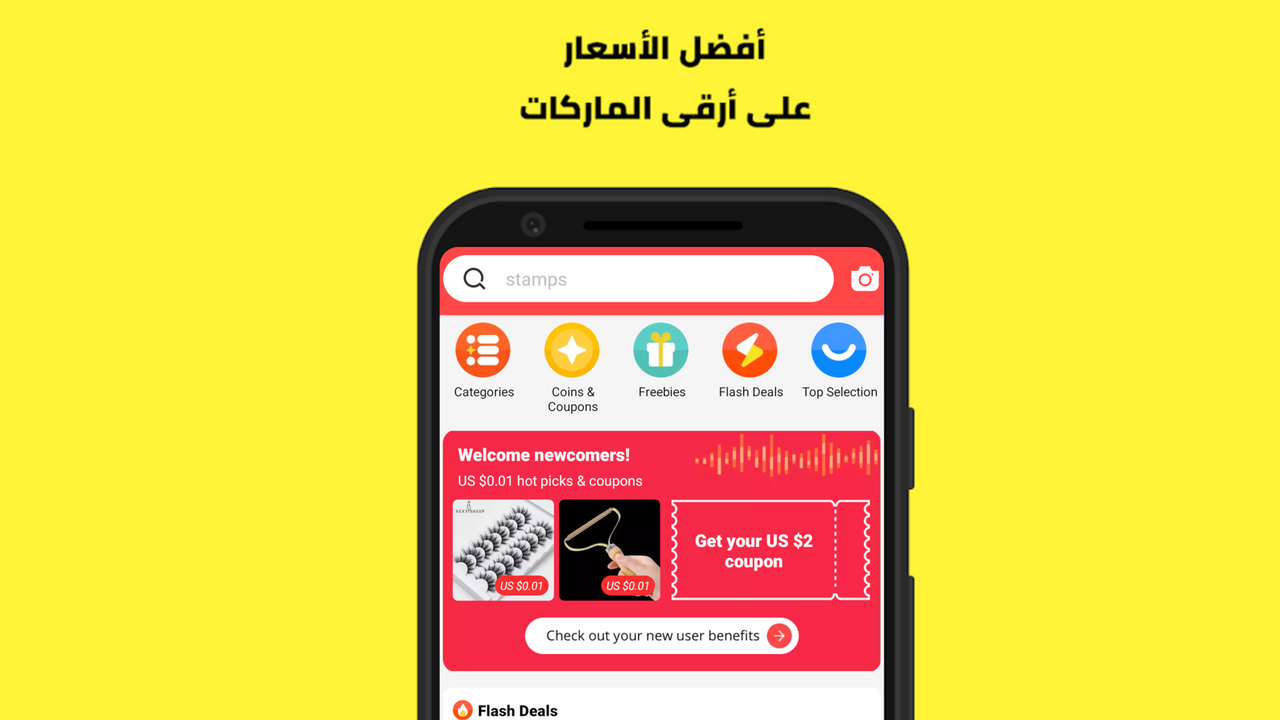 أفضل الأسعار
على أرقى الماركات
stamps
Categories
Coins &
Coupons
Freebies
Flash Deals
Top Selection
Welcome newcomers!
US $0.01 hot picks & coupons
US $0.01
US $0.01
Get your US $2
coupon
Check out your new user benefits
Flash Deals